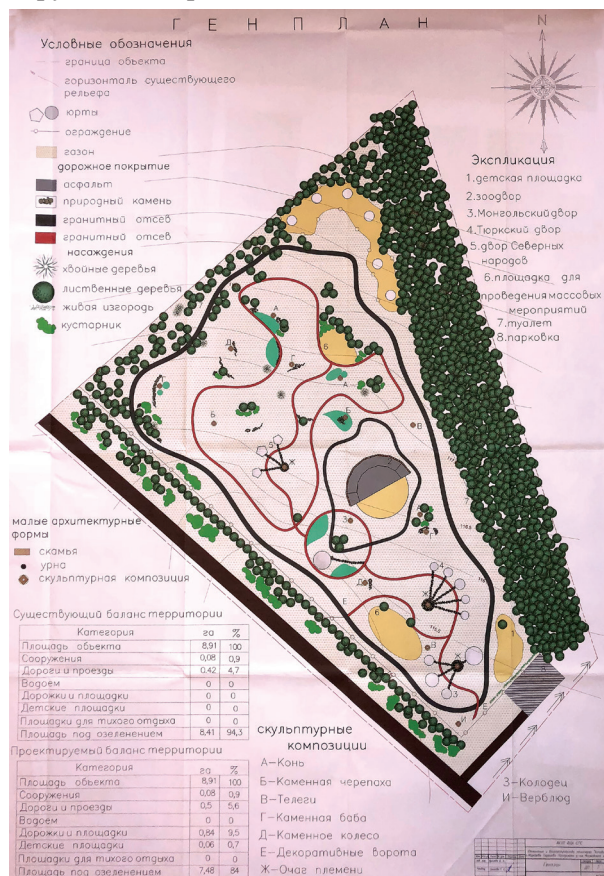 ГЕНПЛАН
N
Условные обозначения
граница объекта
горизонталь существующего
рельефа
юрты
ограждение
газон
дорожное покрытие
асфальт
природный камень
гранитный отсев
гранитный отсев
насаждения
хвойные деревья
лиственные деревья
живая изгородь
кустарник
Экспликация
1.детская площадка
2.зоодвор
3.Монгольский двор
4.Тюркский двор
5.двор Северных
народов
6.площадка для
проведения массовых
мероприятий
7.туалет
8.парковка
малые архитектурные
формы
скамья
урна
скульптурная композиция
Существующий баланс территории
Категория га %
Площадь объекта 8,91 100
Сооружения 0,08 0,9
Дороги и проезды 0,42 4,7
Водоём 0 0
Дорожки и площадки 0 0
Детские площадки 0 0
Площадки для тихого отдыха 0 0
Площадь под озеленением 8,41 94,3
Проектируемый баланс территории
Категория га %
Площадь объекта 8,91 100
Сооружения 0,08 0,9
Дороги и проезды 0,5 5,6
Водоём 0 0
Дорожки и площадки 0,84 9,5
Детские площадки 0,06 0,7
Площадки для тихого отдыха 0 0
Площадь под озеленением 7,48 84
скульптурные
композиции
А–Конь
Б–Каменная черепаха
В–Телеги
Г–Каменная баба
Д–Каменное колесо
Е–Декоративные ворота
Ж–Очаг племени
З–Колодец
И–Верблюд